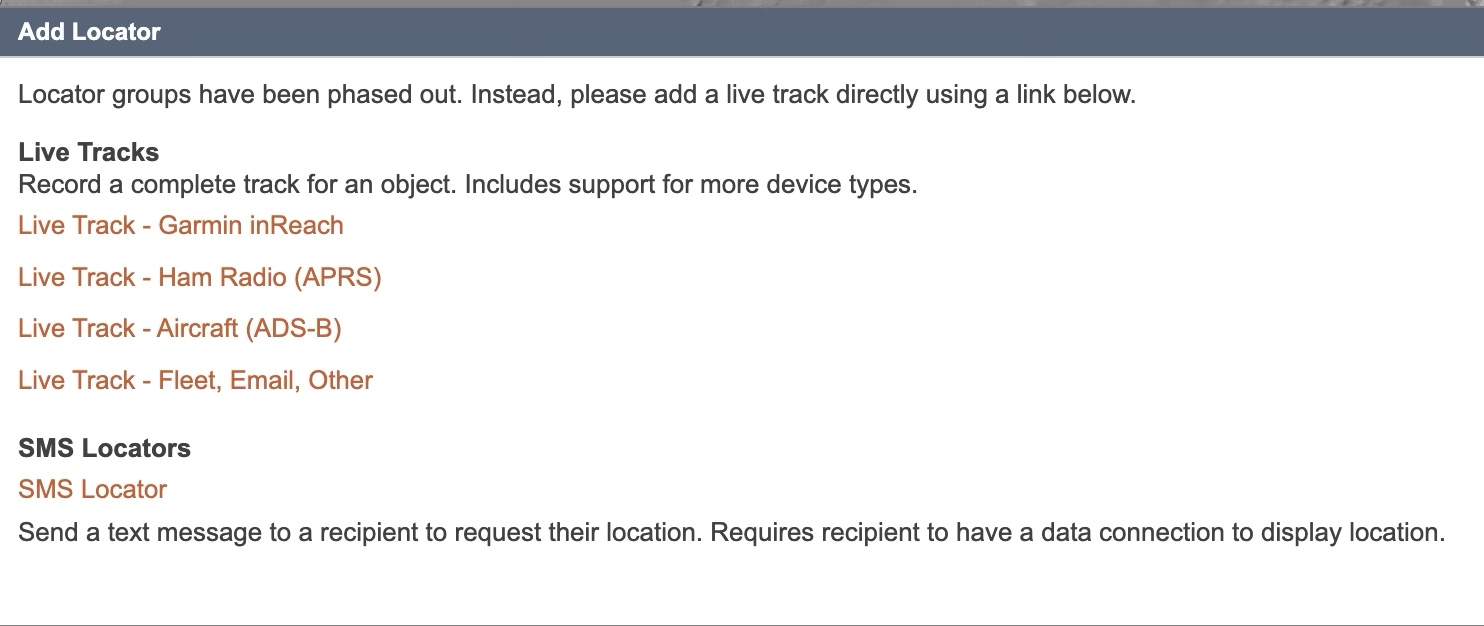 Add Locator
Locator groups have been phased out. Instead, please add a live track directly using a link below.
Live Tracks
Record a complete track for an object. Includes support for more device types.
Live Track - Garmin inReach
Live Track - Ham Radio (APRS)
Live Track - Aircraft (ADS-B)
Live Track - Fleet, Email, Other
SMS Locators
SMS Locator
Send a text message to a recipient to request their location. Requires recipient to have a data connection to display location.